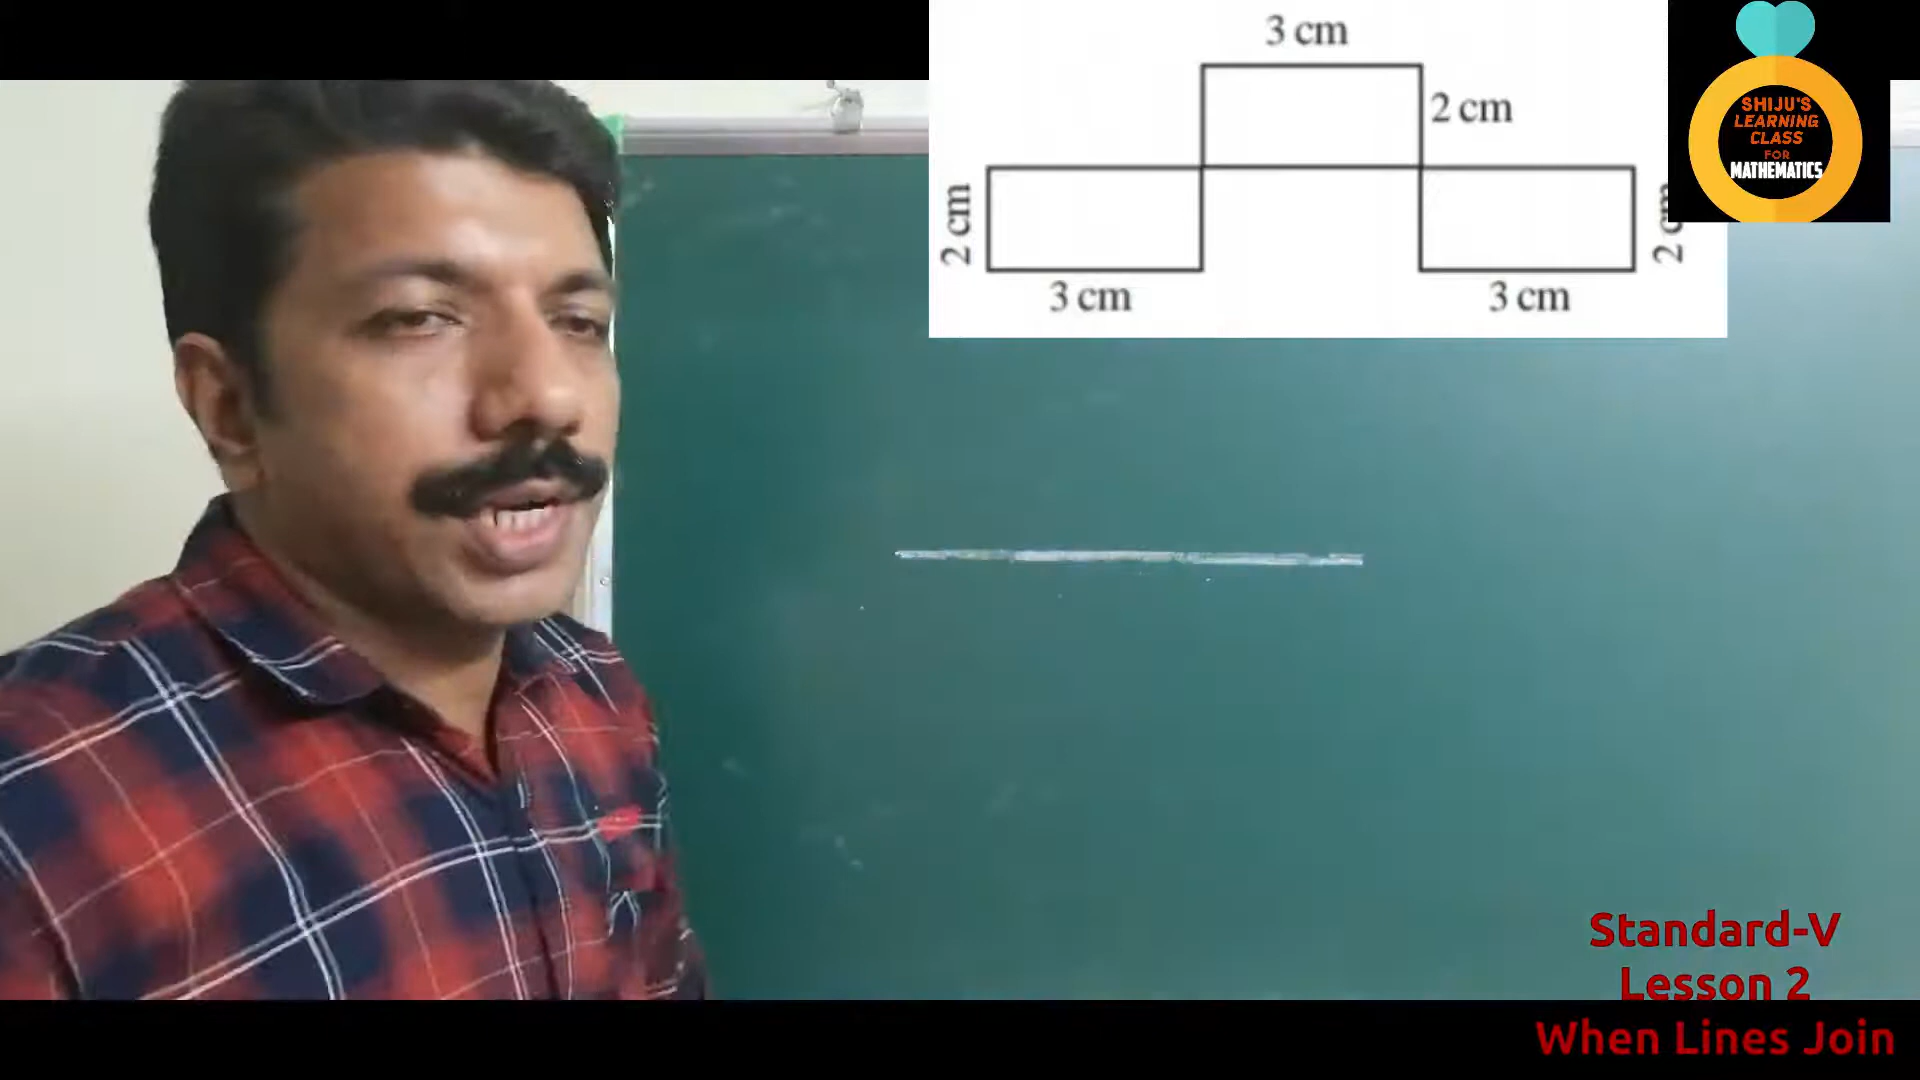 3 cm
2 cm
2 cm
3 cm
3 cm
SHIJU'S
LEARNING
CLASS
FOR
MATHEMATICS
Standard-V
Lesson 2
When Lines Join